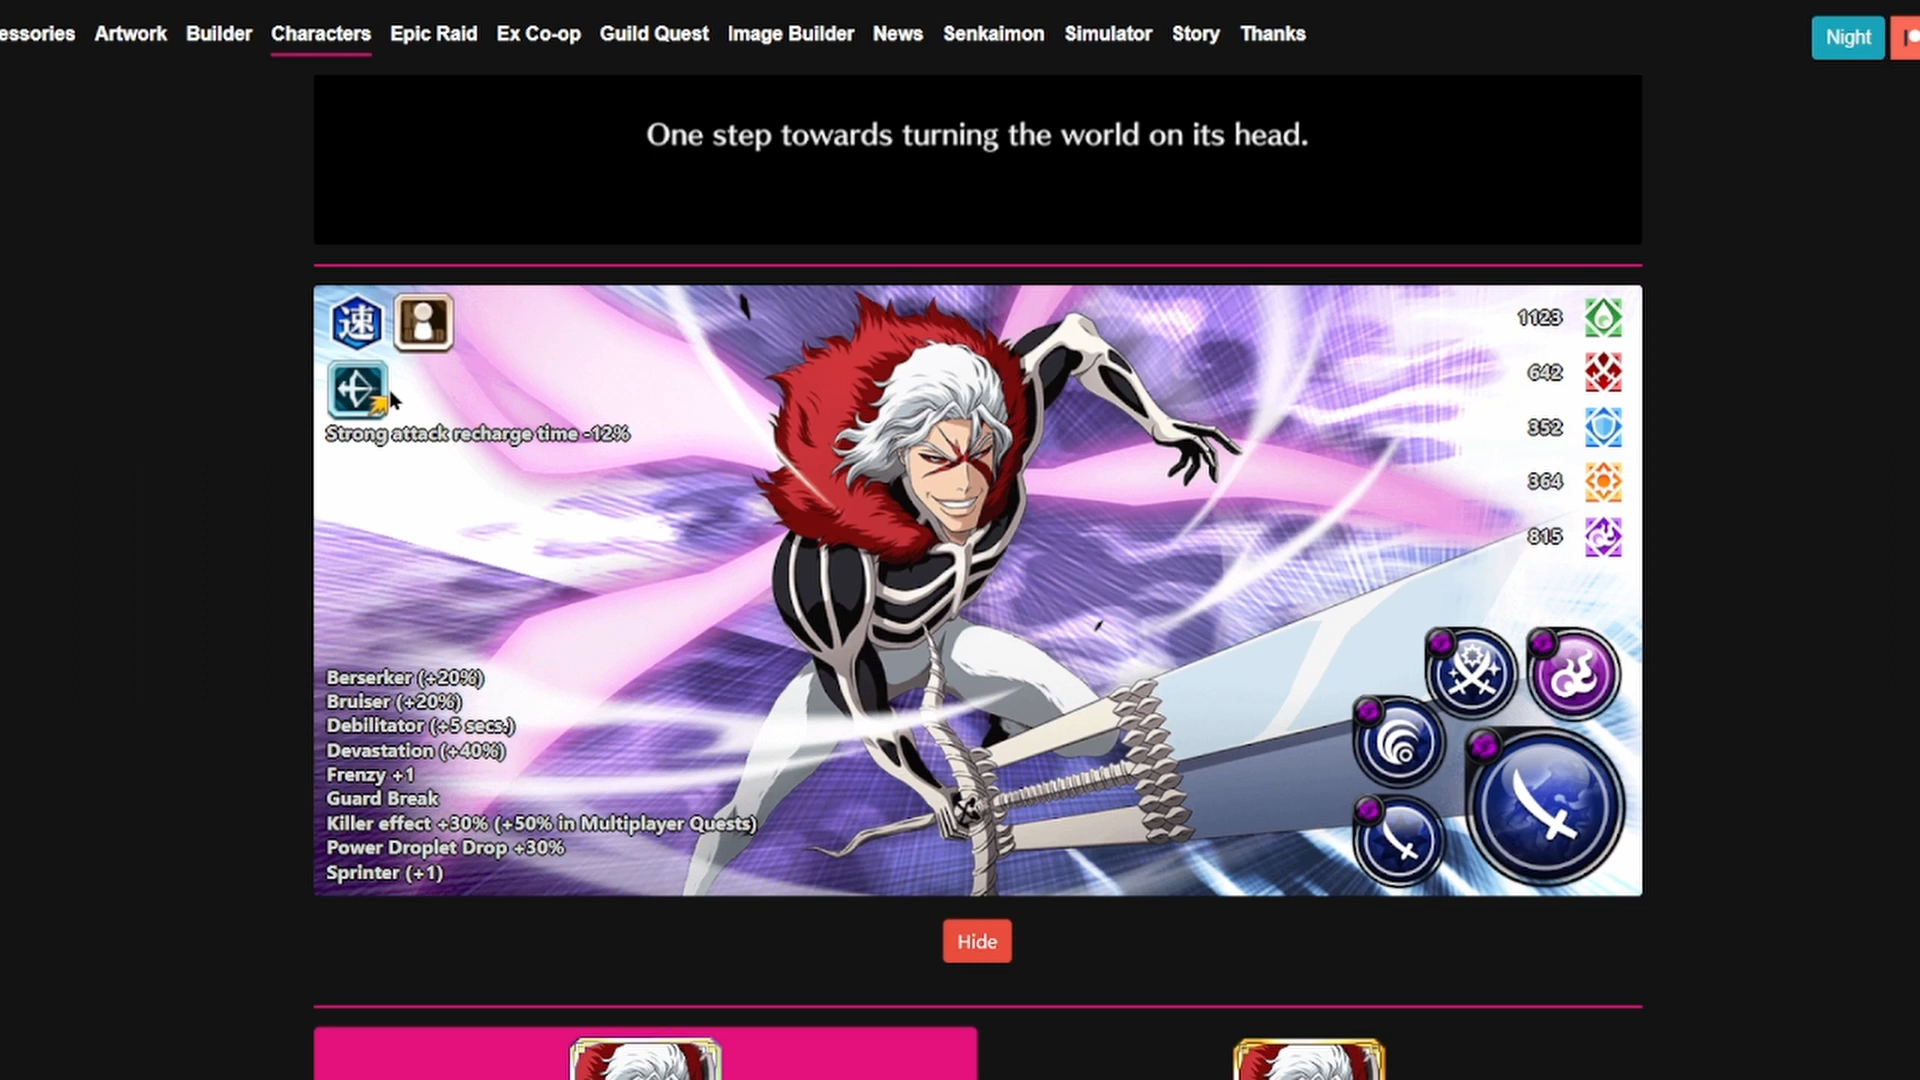 essories Artwork Builder Characters Epic Raid Ex Co-op Guild Quest Image Builder News Senkaimon Simulator Story Thanks Night
One step towards turning the world on its head.
速
Strong attack recharge time -12%
1123
642
352
364
815
Berserker (+20%)
Bruiser (+20%)
Debilitator (+5 secs.)
Devastation (+40%)
Frenzy +1
Guard Break
Killer effect +30% (+50% in Multiplayer Quests)
Power Droplet Drop +30%
Sprinter (+1)
Hide